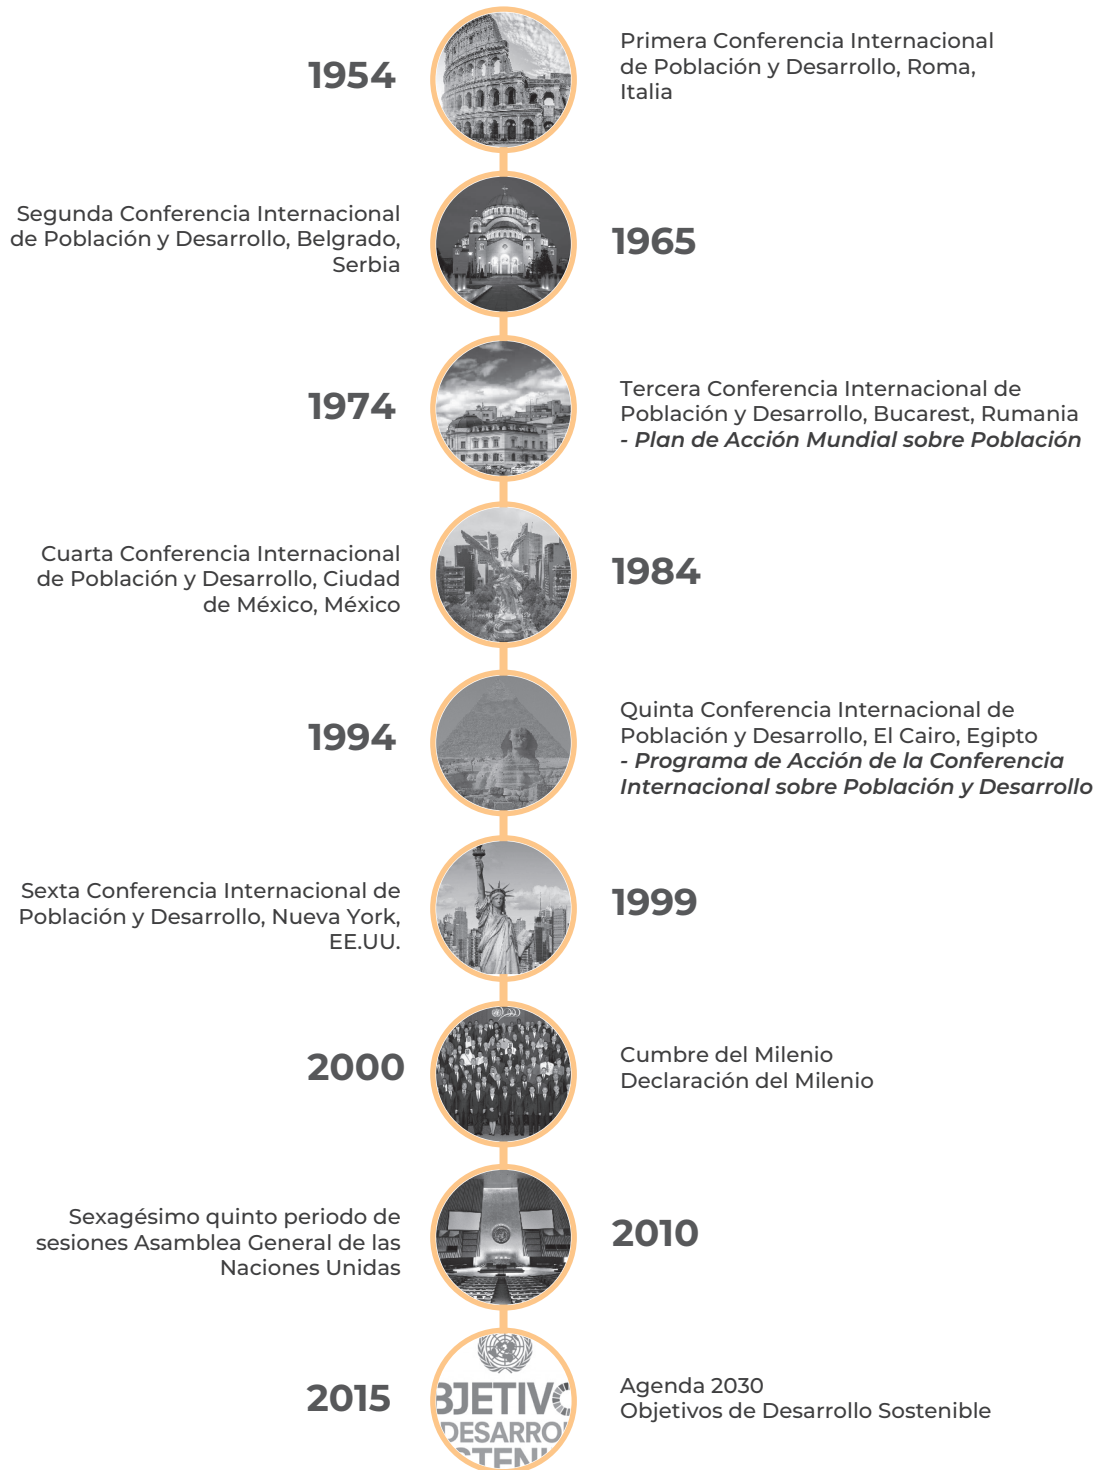 1954
Primera Conferencia Internacional
de Población y Desarrollo, Roma,
Italia
Segunda Conferencia Internacional
de Población y Desarrollo, Belgrado,
Serbia
1965
1974
Tercera Conferencia Internacional de
Población y Desarrollo, Bucarest, Rumania
- Plan de Acción Mundial sobre Población
Cuarta Conferencia Internacional
de Población y Desarrollo, Ciudad
de México, México
1984
1994
Quinta Conferencia Internacional de
Población y Desarrollo, El Cairo, Egipto
- Programa de Acción de la Conferencia
Internacional sobre Población y Desarrollo
Sexta Conferencia Internacional de
Población y Desarrollo, Nueva York,
EE.UU.
1999
2000
Cumbre del Milenio
Declaración del Milenio
Sexagésimo quinto periodo de
sesiones Asamblea General de las
Naciones Unidas
2010
2015
BJETIVO
DESARRO
STENI
Agenda 2030
Objetivos de Desarrollo Sostenible